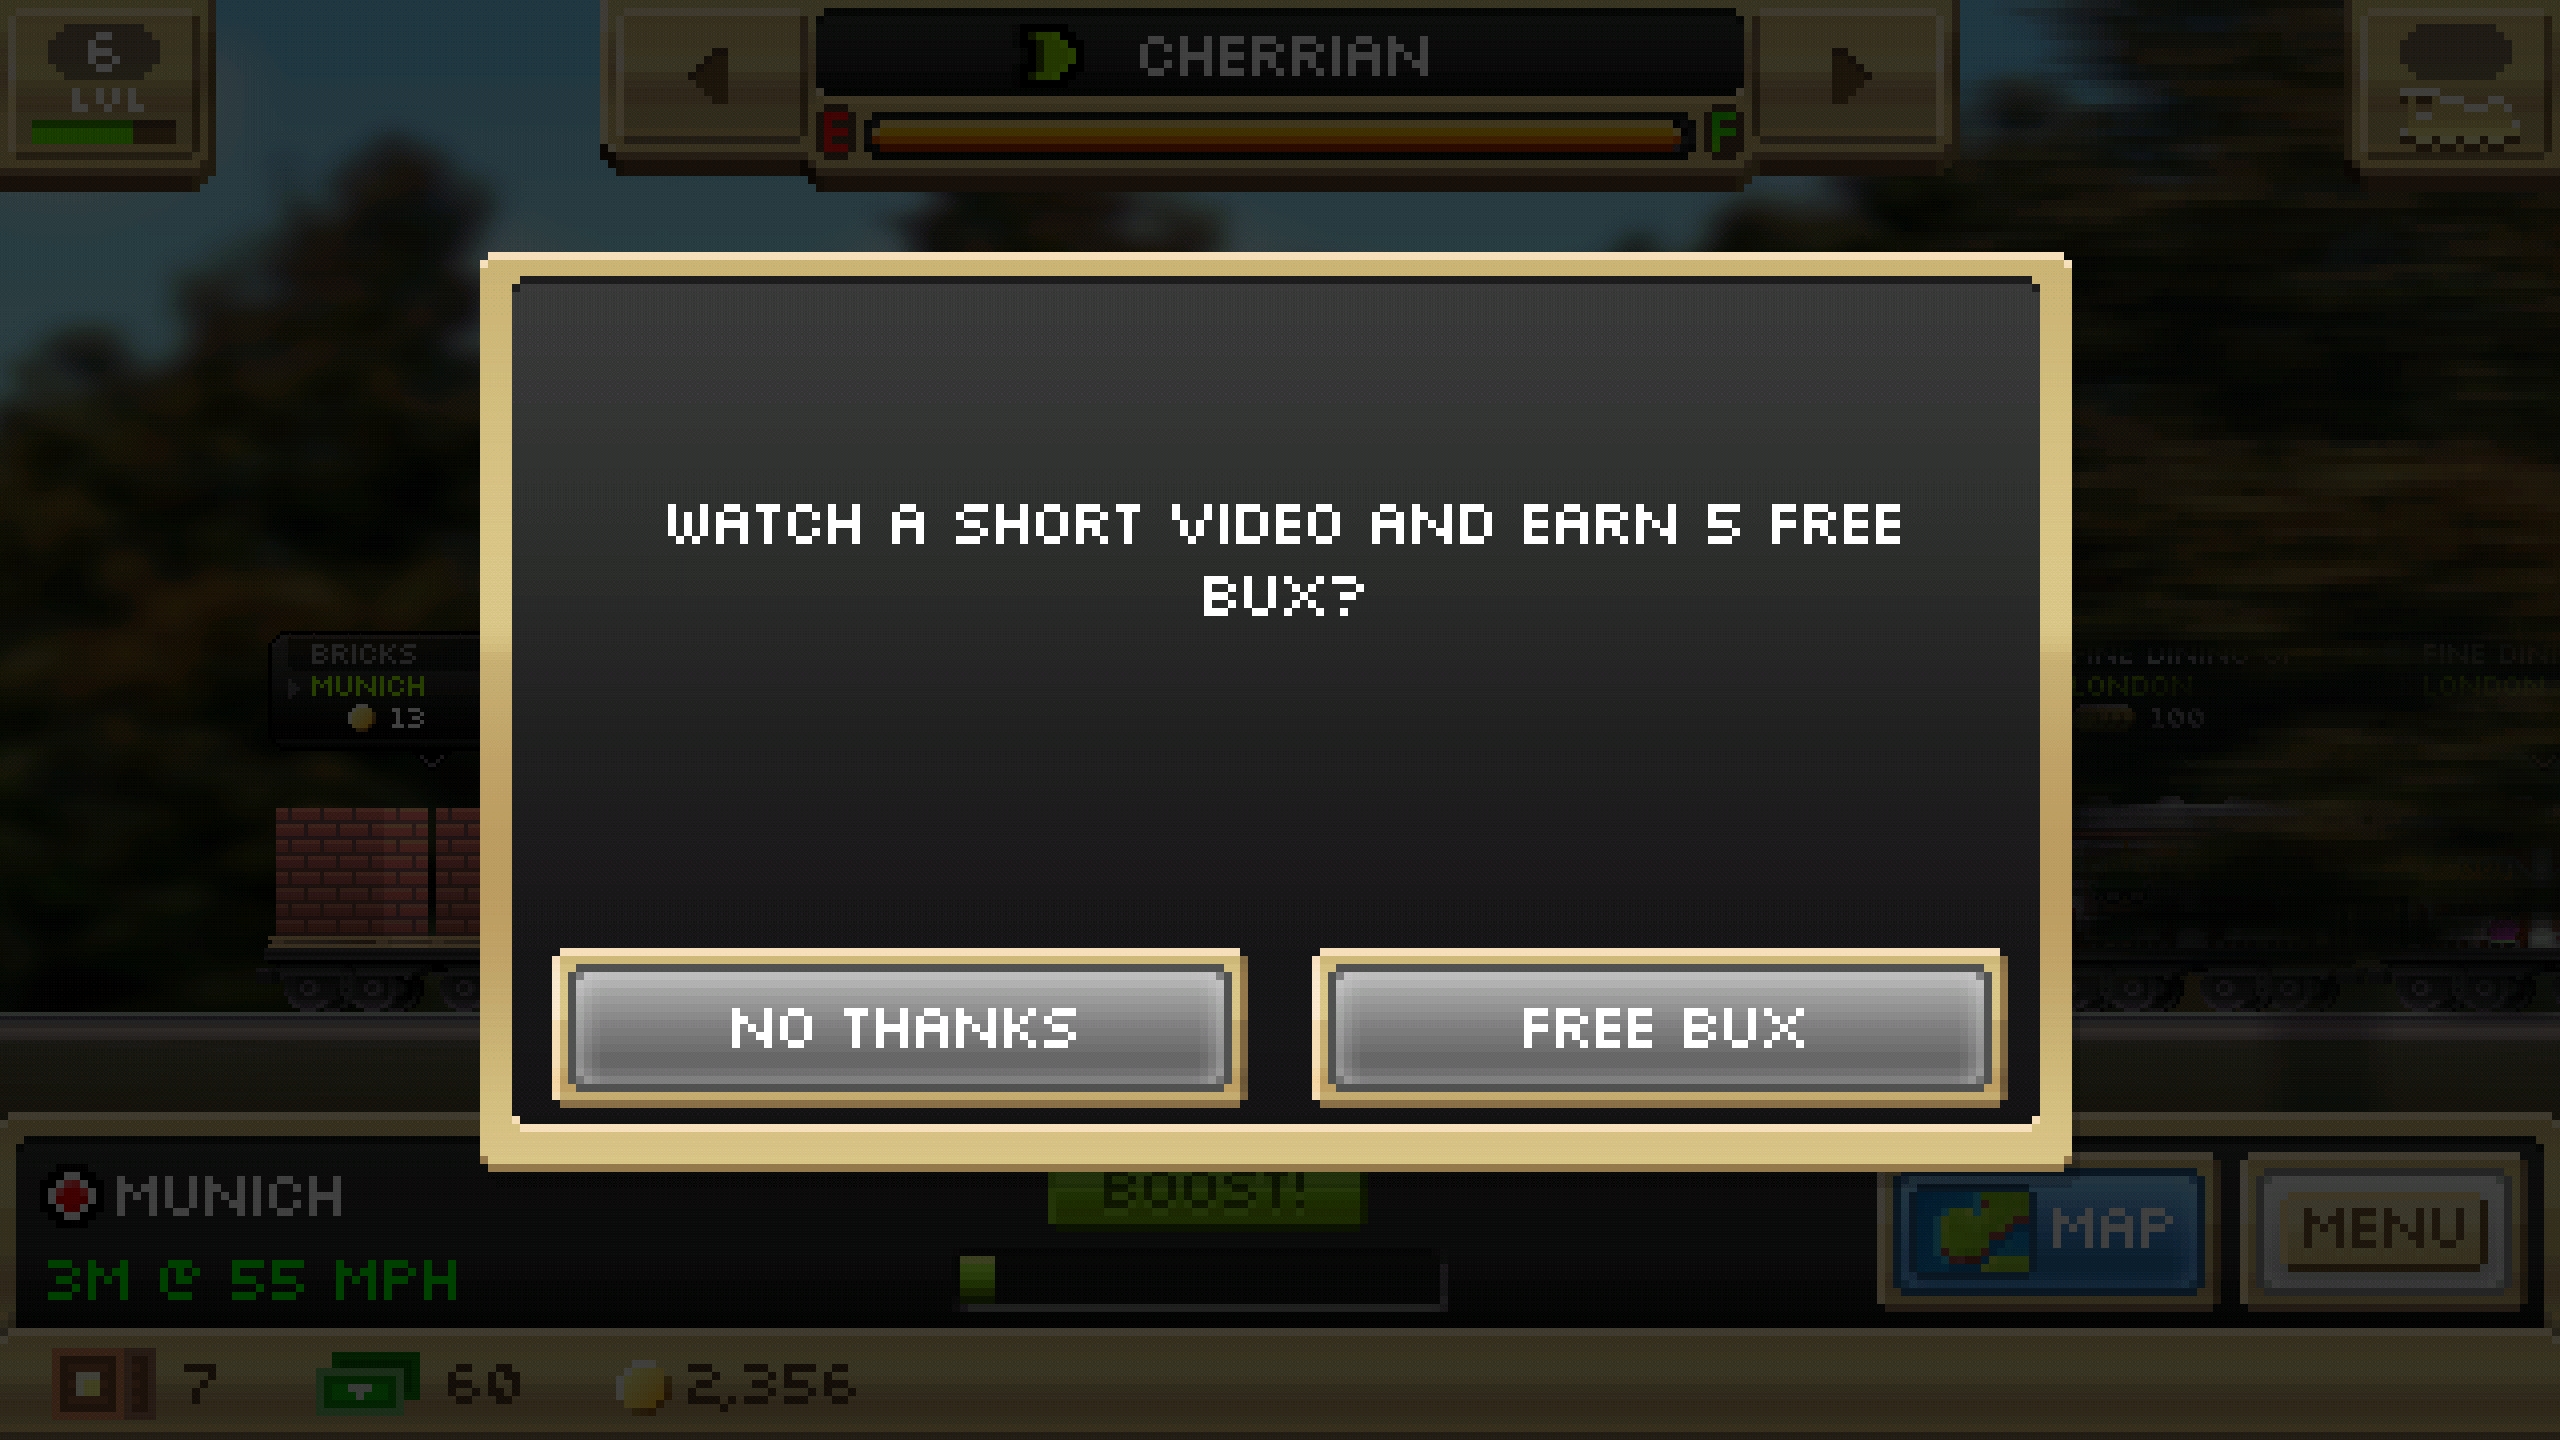 6
LVL
CHERRIAN
E
F
WATCH A SHORT VIDEO AND EARN 5 FREE
BUX?
BRICKS
MUNICH
13
FINE DINING
LONDON
100
FINE DIN
LONDON
NO THANKS
FREE BUX
MUNICH
3M @ 55 MPH
BOOST!
MAP
MENU
7
60
2,356